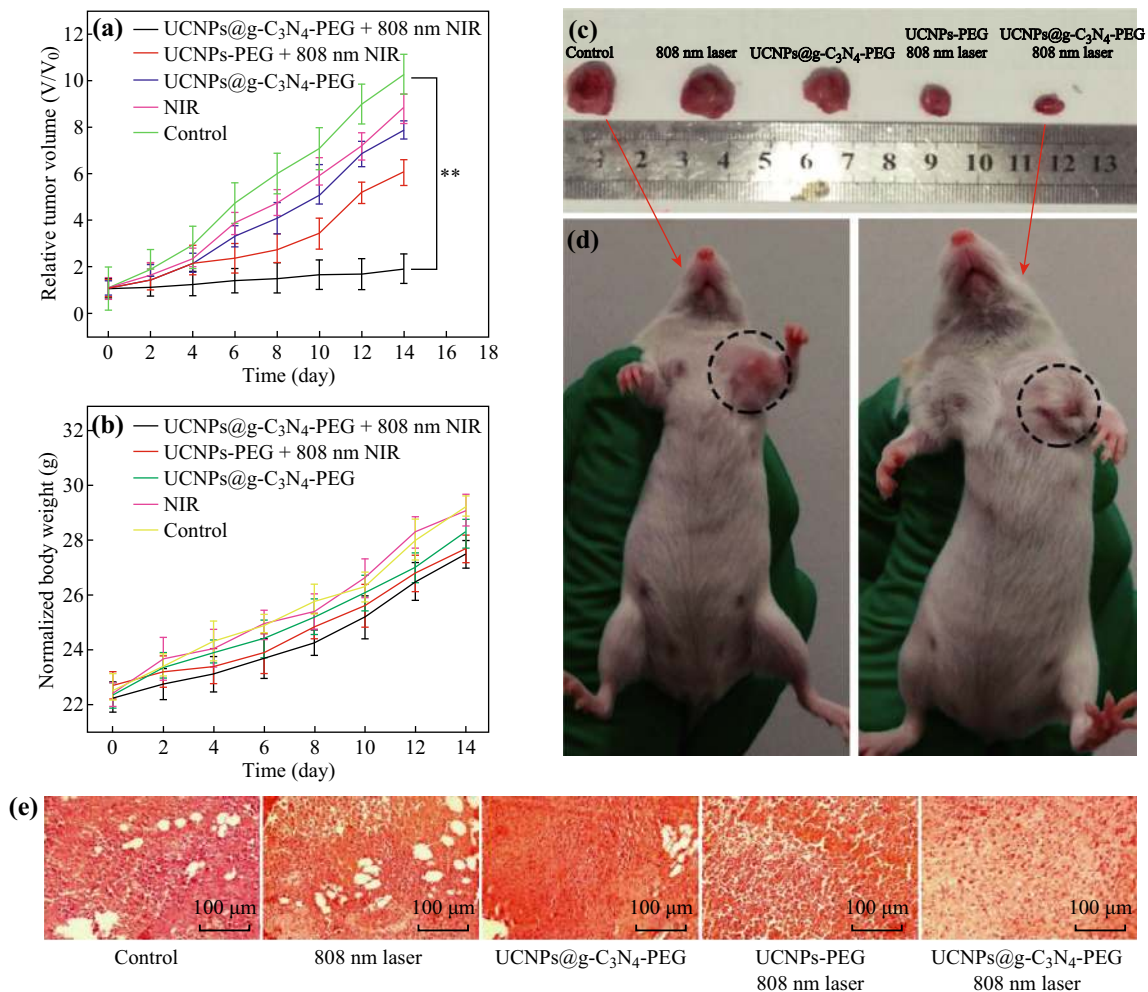 (a)
UCNPs@g-C₃N₄-PEG + 808 nm NIR
UCNPs-PEG + 808 nm NIR
UCNPs@g-C₃N₄-PEG
NIR
Control
**
Relative tumor volume (V/V₀)
12
10
8
6
4
2
0
0 2 4 6 8 10 12 14 16 18
Time (day)
(b)
UCNPs@g-C₃N₄-PEG + 808 nm NIR
UCNPs-PEG + 808 nm NIR
UCNPs@g-C₃N₄-PEG
NIR
Control
Normalized body weight (g)
32
30
28
26
24
22
0 2 4 6 8 10 12 14
Time (day)
(c)
Control
808 nm laser
UCNPs@g-C₃N₄-PEG
UCNPs-PEG
808 nm laser
UCNPs@g-C₃N₄-PEG
808 nm laser
1 2 3 4 5 6 7 8 9 10 11 12 13
(d)
(e)
100 μm
100 μm
100 μm
100 μm
100 μm
Control
808 nm laser
UCNPs@g-C₃N₄-PEG
UCNPs-PEG
808 nm laser
UCNPs@g-C₃N₄-PEG
808 nm laser